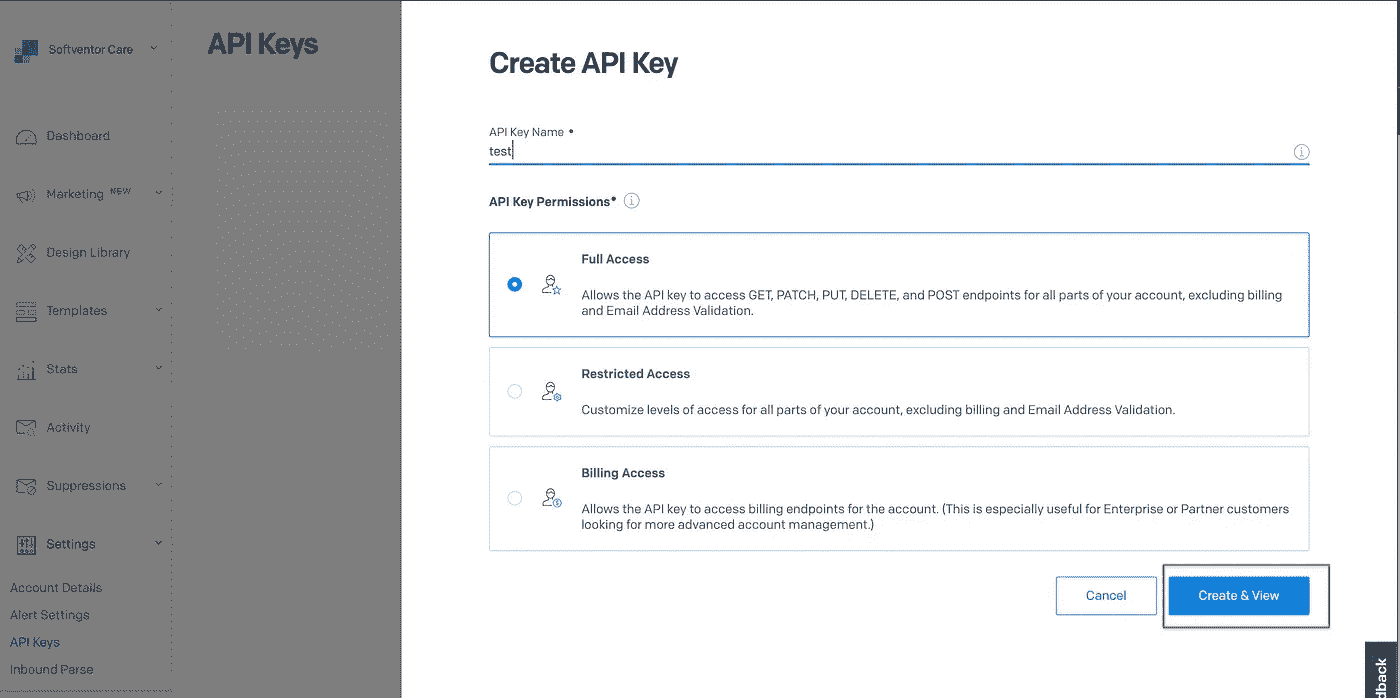 Softventor Care
Dashboard
Marketing NEW
Design Library
Templates
Stats
Activity
Suppressions
Settings
Account Details
Alert Settings
API Keys
Inbound Parse
API Keys
Create API Key
API Key Name •
test
API Key Permissions•
Full Access
Allows the API key to access GET, PATCH, PUT, DELETE, and POST endpoints for all parts of your account, excluding billing
and Email Address Validation.
Restricted Access
Customize levels of access for all parts of your account, excluding billing and Email Address Validation.
Billing Access
Allows the API key to access billing endpoints for the account. (This is especially useful for Enterprise or Partner customers
looking for more advanced account management.)
Cancel
Create & View
dback